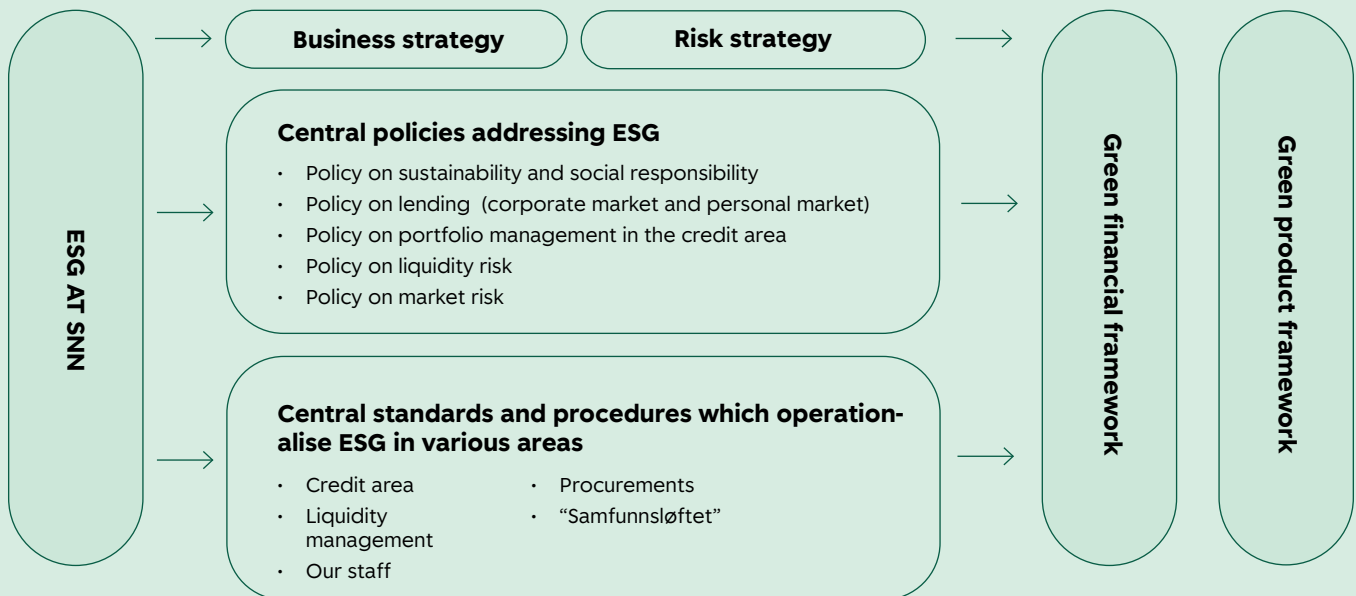 ESG AT SNN
Business strategy
Risk strategy
Central policies addressing ESG
• Policy on sustainability and social responsibility
• Policy on lending (corporate market and personal market)
• Policy on portfolio management in the credit area
• Policy on liquidity risk
• Policy on market risk
Central standards and procedures which operation-
alise ESG in various areas
• Credit area
• Liquidity
management
• Our staff
• Procurements
• “Samfunnsløftet”
Green financial framework
Green product framework